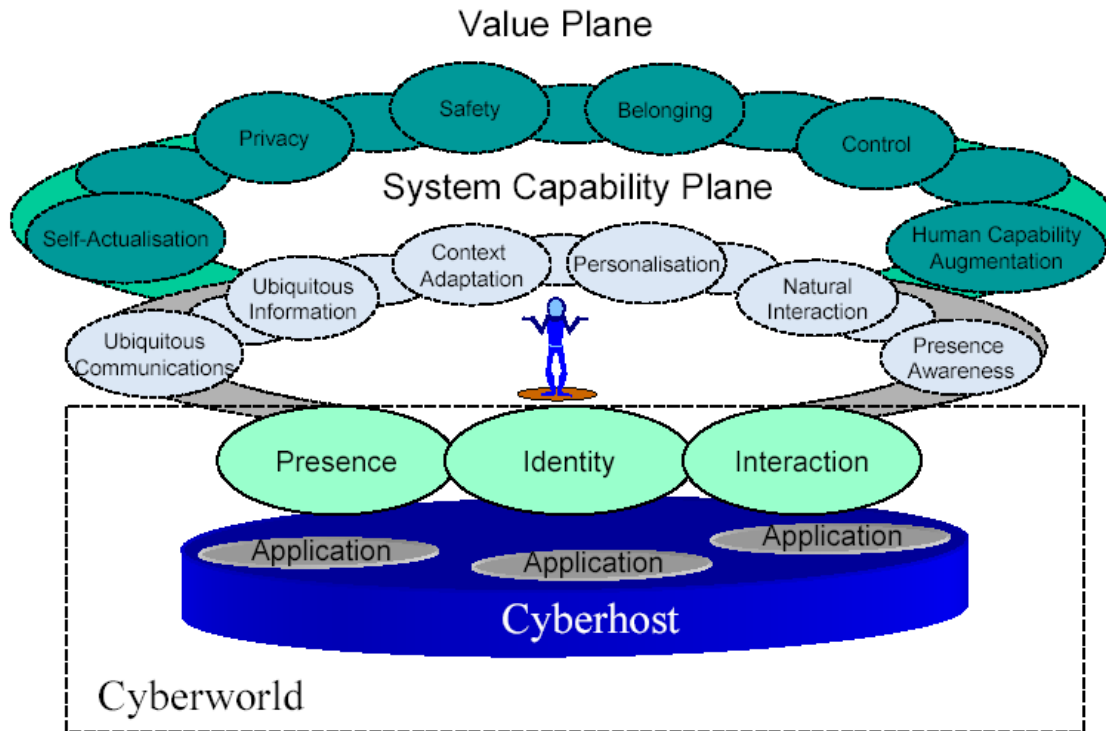 Value Plane
Safety
Belonging
Privacy
Control
System Capability Plane
Self-Actualisation
Human Capability
Augmentation
Context
Adaptation
Personalisation
Ubiquitous
Information
Natural
Interaction
Ubiquitous
Communications
Presence
Awareness
Presence
Identity
Interaction
Application
Application
Application
Cyberhost
Cyberworld